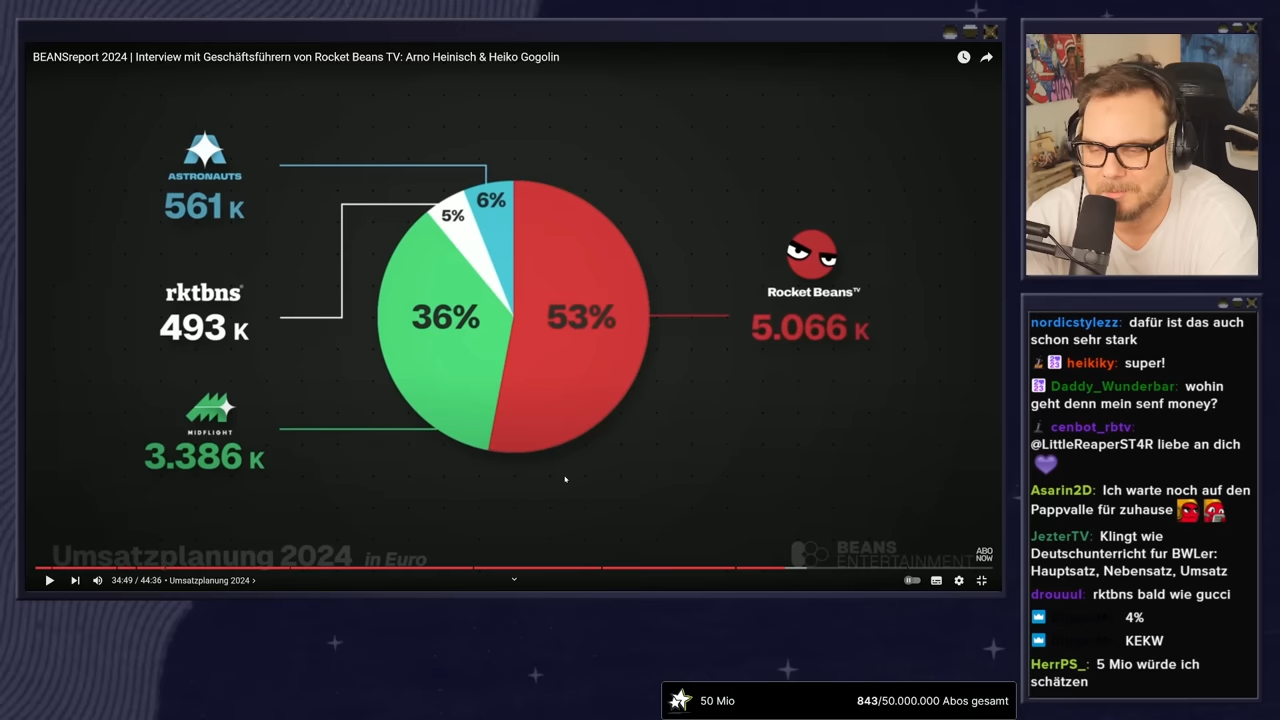 BEANSreport 2024 | Interview mit Geschäftsführern von Rocket Beans TV: Arno Heinisch & Heiko Gogolin
ASTRONAUTS
561 K
rktbns
493 K
MIDFLIGHT
3.386 K
5%
6%
36%
53%
Rocket Beans TV
5.066 K
Umsatzplanung 2024 in Euro
BEANS
ENTERTAINMENT
ABO
NOW
34:49 / 44:36 • Umsatzplanung 2024 ›
nordicstylezz: dafür ist das auch
schon sehr stark
heikiky: super!
Daddy_Wunderbar: wohin
geht denn mein senf money?
cenbot_rbtv:
@LittleReaperST4R liebe an dich
Asarin2D: Ich warte noch auf den
Pappvalle für zuhause
JezterTV: Klingt wie
Deutschunterricht fur BWLer:
Hauptsatz, Nebensatz, Umsatz
drouuul: rktbns bald wie gucci
4%
KEKW
HerrPS_: 5 Mio würde ich
schätzen
50 Mio
843/50.000.000 Abos gesamt